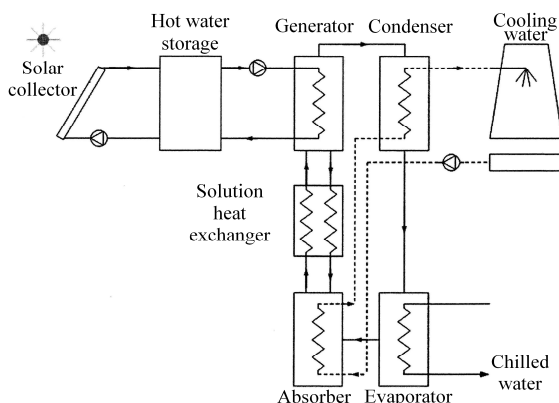 Hot water
storage
Generator
Condenser
Cooling
water
Solar
collector
Solution
heat
exchanger
Chilled
water
Absorber
Evaporator